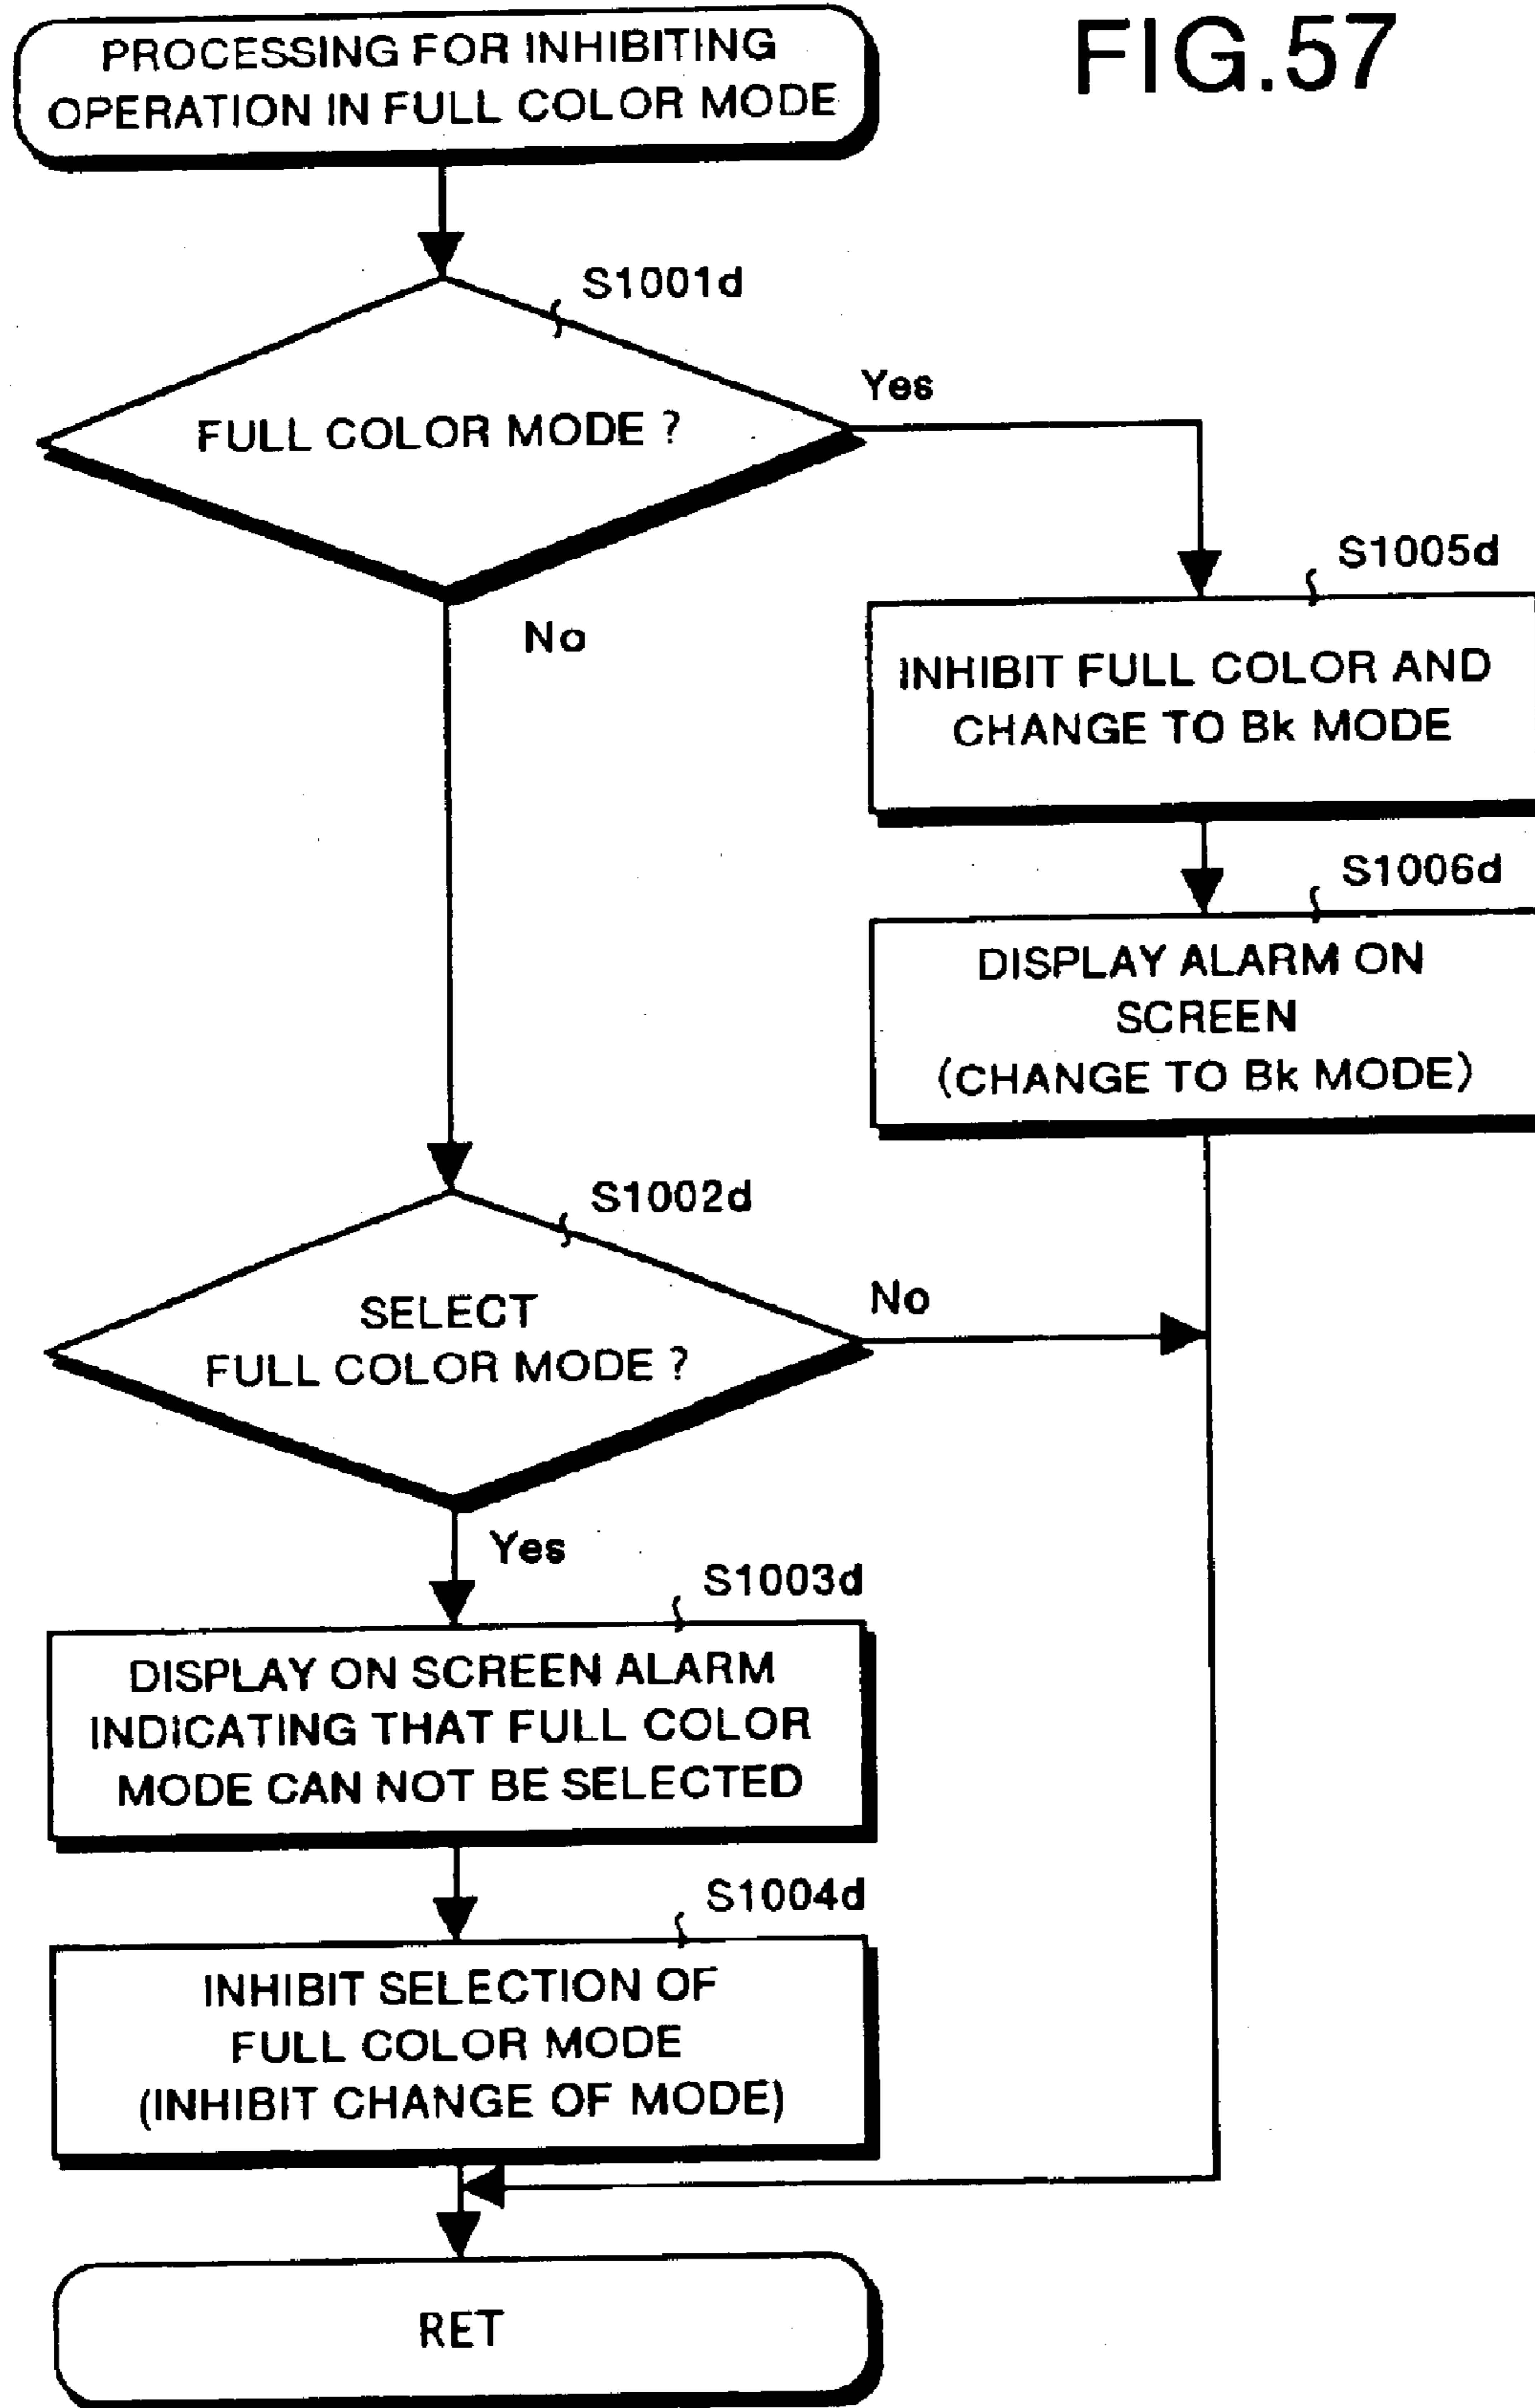 FIG.57
PROCESSING FOR INHIBITING
OPERATION IN FULL COLOR MODE
S1001d
FULL COLOR MODE ?
Yes
No
S1005d
INHIBIT FULL COLOR AND
CHANGE TO Bk MODE
S1006d
DISPLAY ALARM ON
SCREEN
(CHANGE TO Bk MODE)
S1002d
SELECT
FULL COLOR MODE ?
No
Yes
S1003d
DISPLAY ON SCREEN ALARM
INDICATING THAT FULL COLOR
MODE CAN NOT BE SELECTED
S1004d
INHIBIT SELECTION OF
FULL COLOR MODE
(INHIBIT CHANGE OF MODE)
RET